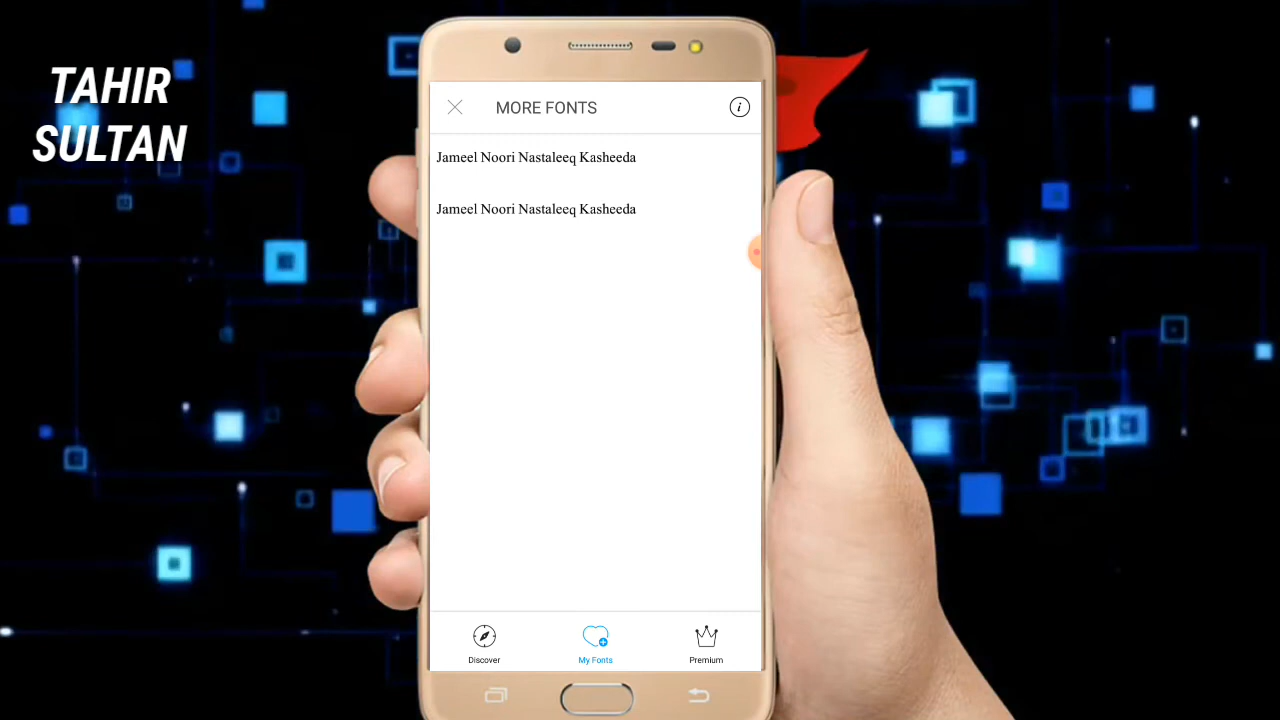 TAHIR
SULTAN
MORE FONTS
i
Jameel Noori Nastaleeq Kasheeda
Jameel Noori Nastaleeq Kasheeda
Discover
My Fonts
Premium